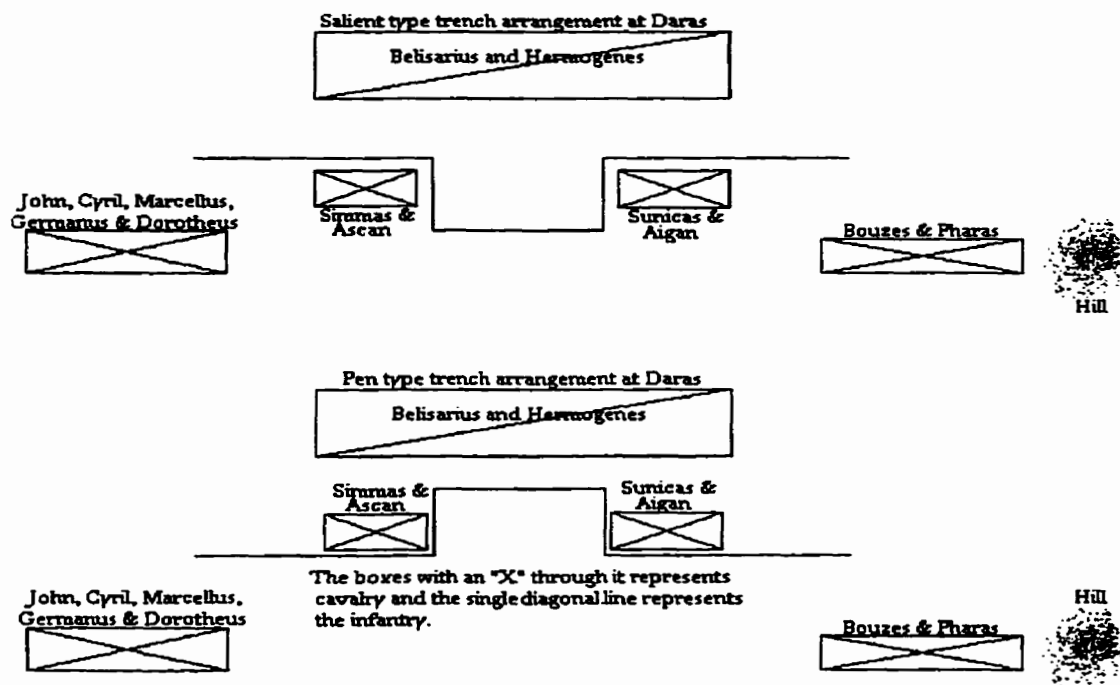 Salient type trench arrangement at Daras
Belisarius and Harmogenes
John, Cyril, Marcellus,
Germanus & Dorotheus
Simmas &
Ascan
Sunicas &
Aigan
Bouzes & Pharas
Hill
Pen type trench arrangement at Daras
Belisarius and Harmogenes
Simmas &
Ascan
Sunicas &
Aigan
The boxes with an "X" through it represents
cavalry and the single diagonal line represents
the infantry.
John, Cyril, Marcellus,
Germanus & Dorotheus
Bouzes & Pharas
Hill